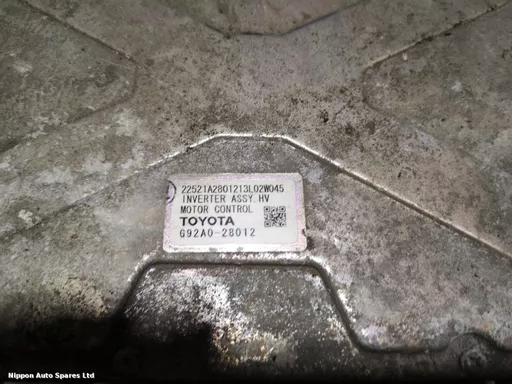 22521A2801213L02W045
INVERTER ASSY, HV
MOTOR CONTROL
TOYOTA
G92A0-28012
Nippon Auto Spares Ltd